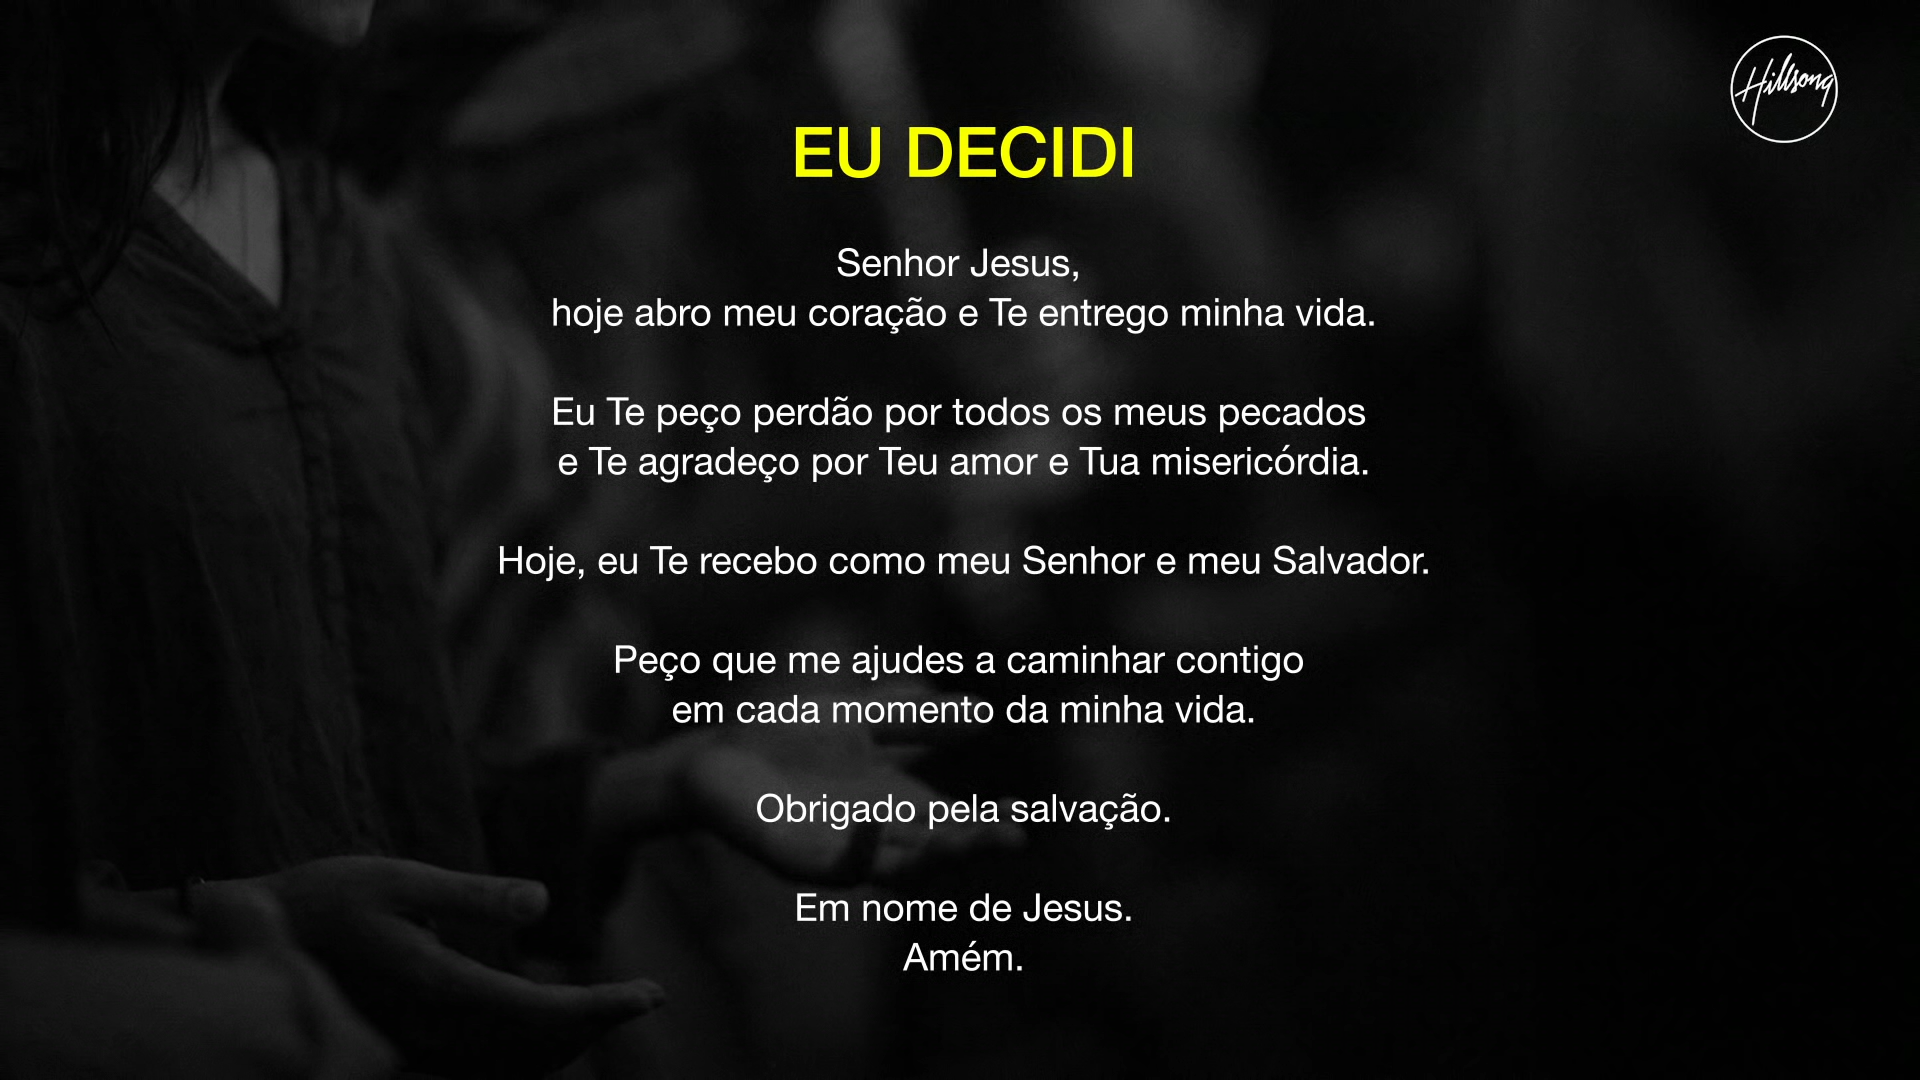 Hillsong
EU DECIDI
Senhor Jesus,
hoje abro meu coração e Te entrego minha vida.
Eu Te peço perdão por todos os meus pecados
e Te agradeço por Teu amor e Tua misericórdia.
Hoje, eu Te recebo como meu Senhor e meu Salvador.
Peço que me ajudes a caminhar contigo
em cada momento da minha vida.
Obrigado pela salvação.
Em nome de Jesus.
Amém.